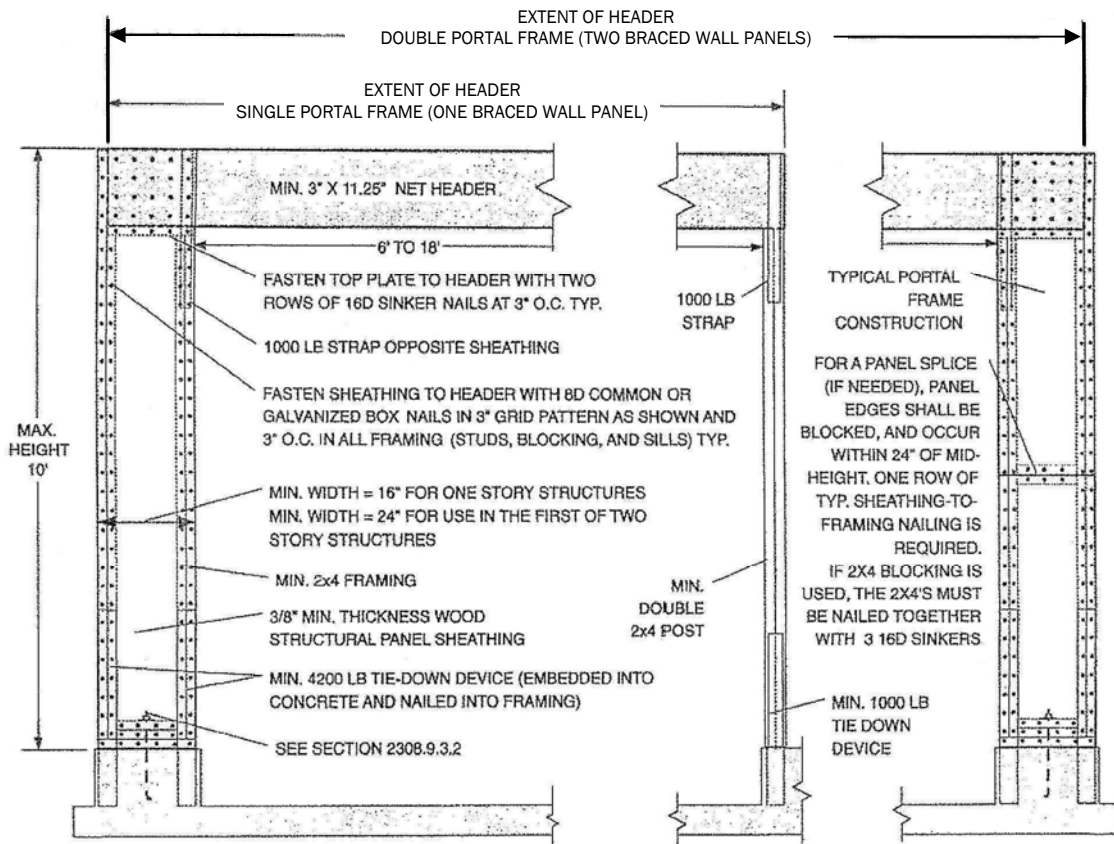 EXTENT OF HEADER
DOUBLE PORTAL FRAME (TWO BRACED WALL PANELS)
EXTENT OF HEADER
SINGLE PORTAL FRAME (ONE BRACED WALL PANEL)
MIN. 3" X 11.25" NET HEADER
6' TO 18'
FASTEN TOP PLATE TO HEADER WITH TWO
ROWS OF 16D SINKER NAILS AT 3" O.C. TYP.
1000 LB STRAP OPPOSITE SHEATHING
FASTEN SHEATHING TO HEADER WITH 8D COMMON OR
GALVANIZED BOX NAILS IN 3" GRID PATTERN AS SHOWN AND
3" O.C. IN ALL FRAMING (STUDS, BLOCKING, AND SILLS) TYP.
MAX.
HEIGHT
10'
MIN. WIDTH = 16" FOR ONE STORY STRUCTURES
MIN. WIDTH = 24" FOR USE IN THE FIRST OF TWO
STORY STRUCTURES
MIN. 2x4 FRAMING
3/8" MIN. THICKNESS WOOD
STRUCTURAL PANEL SHEATHING
MIN. 4200 LB TIE-DOWN DEVICE (EMBEDDED INTO
CONCRETE AND NAILED INTO FRAMING)
SEE SECTION 2308.9.3.2
1000 LB
STRAP
MIN.
DOUBLE
2x4 POST
MIN. 1000 LB
TIE DOWN
DEVICE
TYPICAL PORTAL
FRAME
CONSTRUCTION
FOR A PANEL SPLICE
(IF NEEDED), PANEL
EDGES SHALL BE
BLOCKED, AND OCCUR
WITHIN 24" OF MID-
HEIGHT. ONE ROW OF
TYP. SHEATHING-TO-
FRAMING NAILING IS
REQUIRED.
IF 2X4 BLOCKING IS
USED, THE 2X4'S MUST
BE NAILED TOGETHER
WITH 3 16D SINKERS